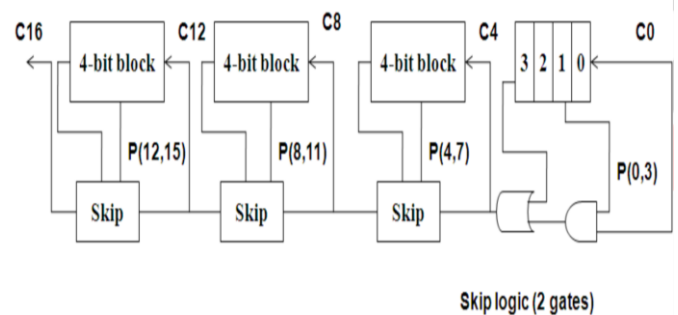 C16
C12
C8
C4
C0
4-bit block
4-bit block
4-bit block
3 2 1 0
P(12,15)
P(8,11)
P(4,7)
P(0,3)
Skip
Skip
Skip
Skip logic (2 gates)